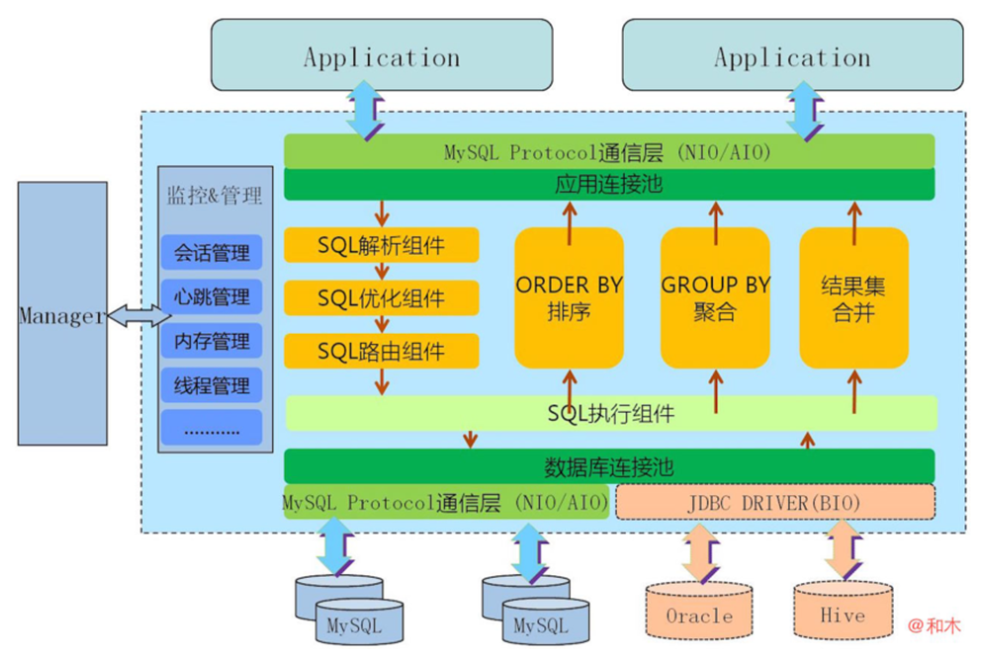 Application
Application
MySQL Protocol通信层 (NIO/AIO)
应用连接池
监控&管理
会话管理
心跳管理
内存管理
线程管理
...........
Manager
SQL解析组件
SQL优化组件
SQL路由组件
ORDER BY
排序
GROUP BY
聚合
结果集
合并
SQL执行组件
数据库连接池
MySQL Protocol通信层 (NIO/AIO)
JDBC DRIVER(BIO)
MySQL
MySQL
Oracle
Hive
@和木